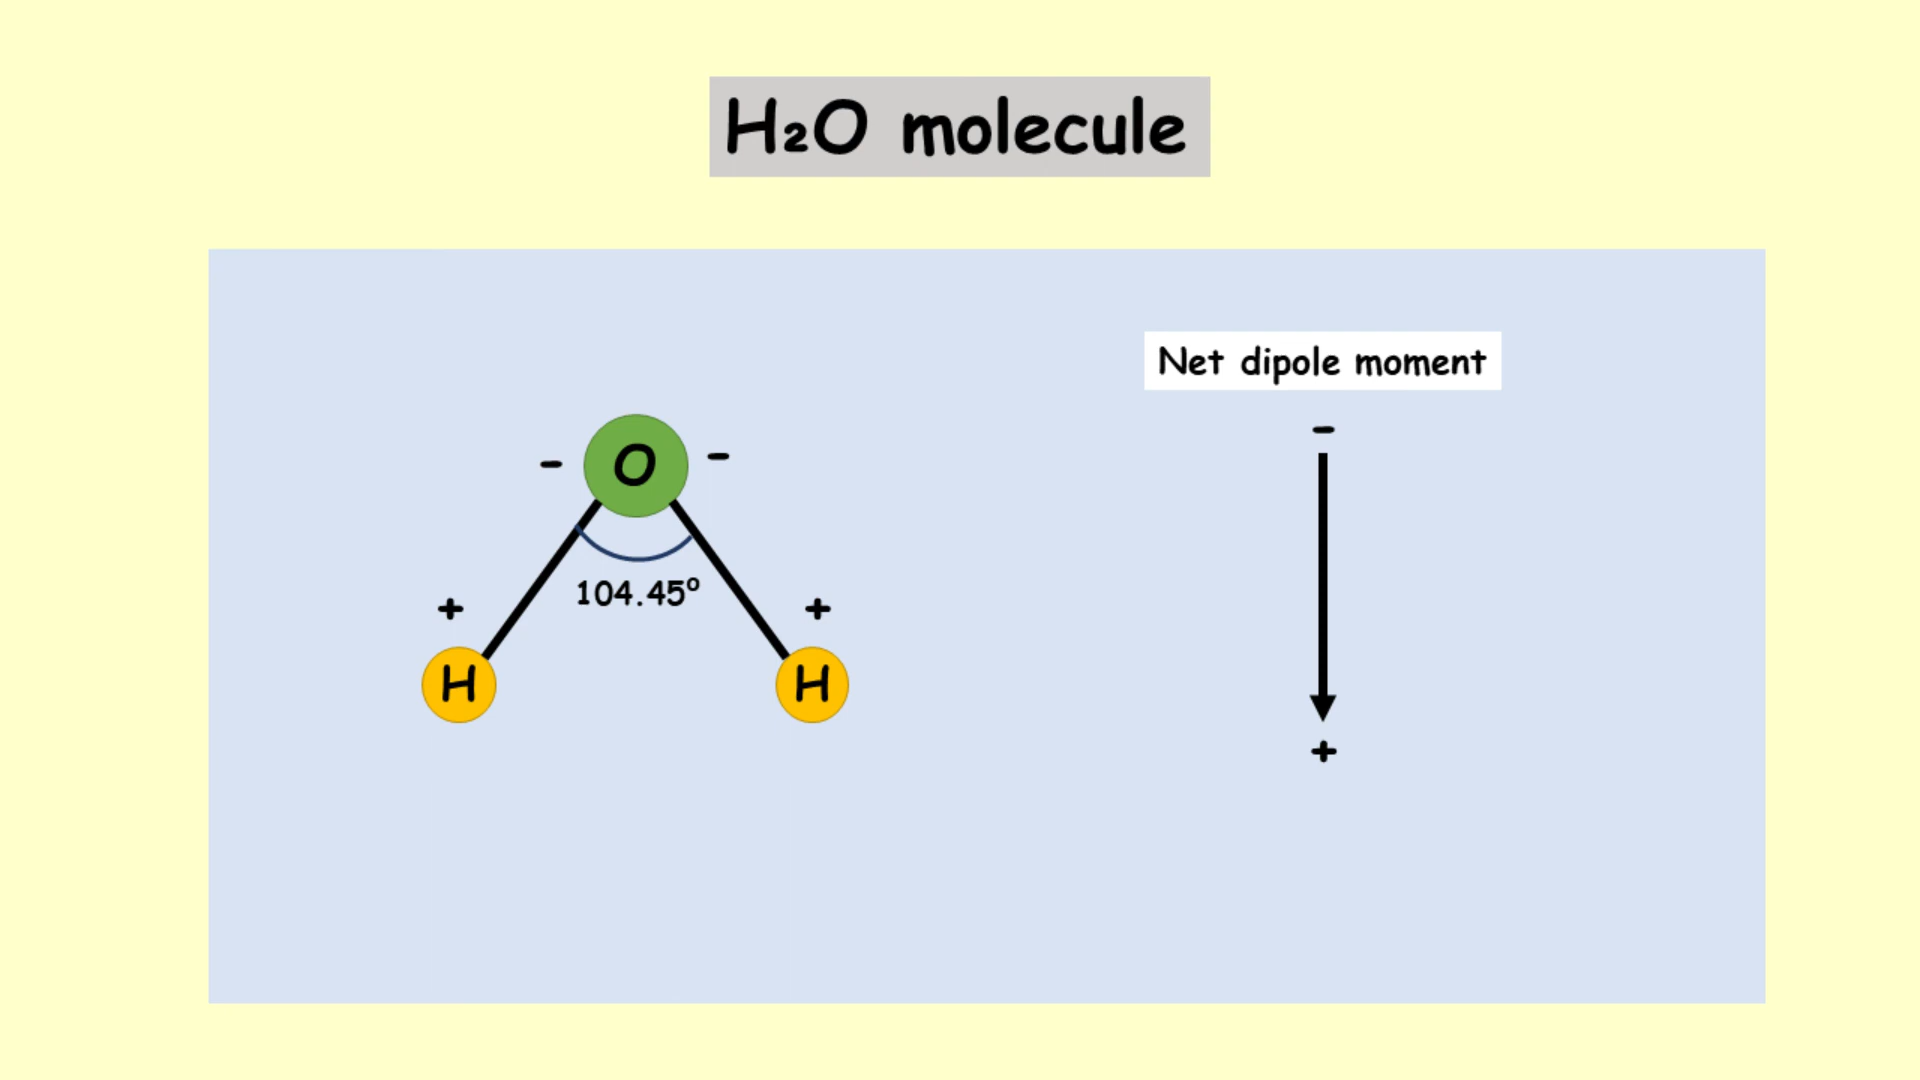 H₂O molecule
Net dipole moment
-
- O -
104.45º
+ +
H H
+